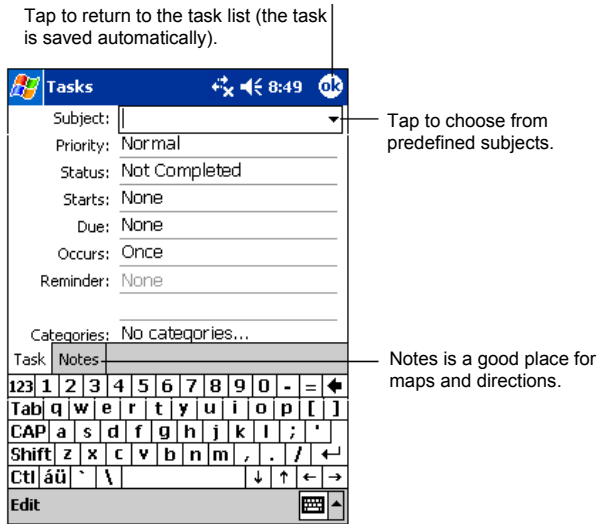 Tap to return to the task list (the task
is saved automatically).
Tasks 8:49 ok
Subject:
Tap to choose from
predefined subjects.
Priority: Normal
Status: Not Completed
Starts: None
Due: None
Occurs: Once
Reminder: None
Categories: No categories...
Task Notes
Notes is a good place for
maps and directions.
123 1 2 3 4 5 6 7 8 9 0 - =
Tab q w e r t y u i o p [ ]
CAP a s d f g h j k l ; '
Shift z x c v b n m , . /
Ctl áü ` \
Edit